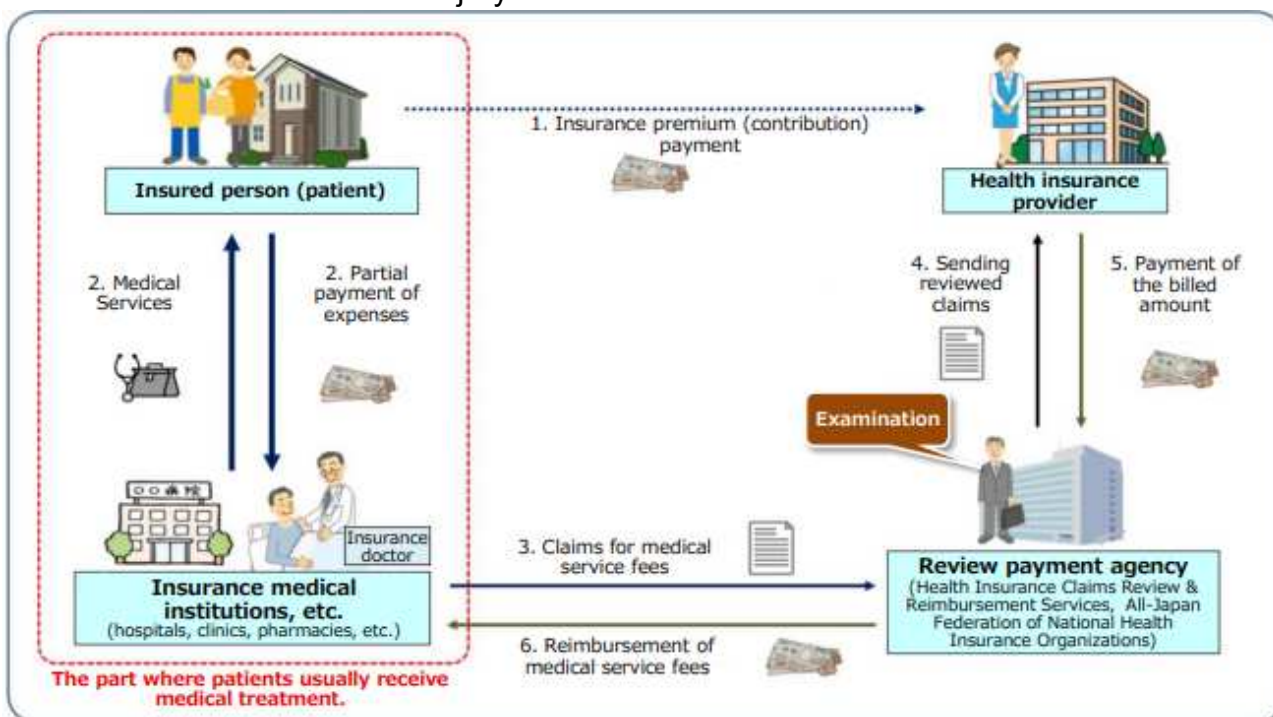 1. Insurance premium (contribution)
payment
Insured person (patient)
Health insurance
provider
2. Medical
Services
2. Partial
payment of
expenses
4. Sending
reviewed
claims
5. Payment of
the billed
amount
Examination
〇〇病院
Insurance
doctor
3. Claims for medical
service fees
Insurance medical
institutions, etc.
(hospitals, clinics, pharmacies, etc.)
Review payment agency
(Health Insurance Claims Review &
Reimbursement Services, All-Japan
Federation of National Health
Insurance Organizations)
6. Reimbursement of
medical service fees
The part where patients usually receive
medical treatment.